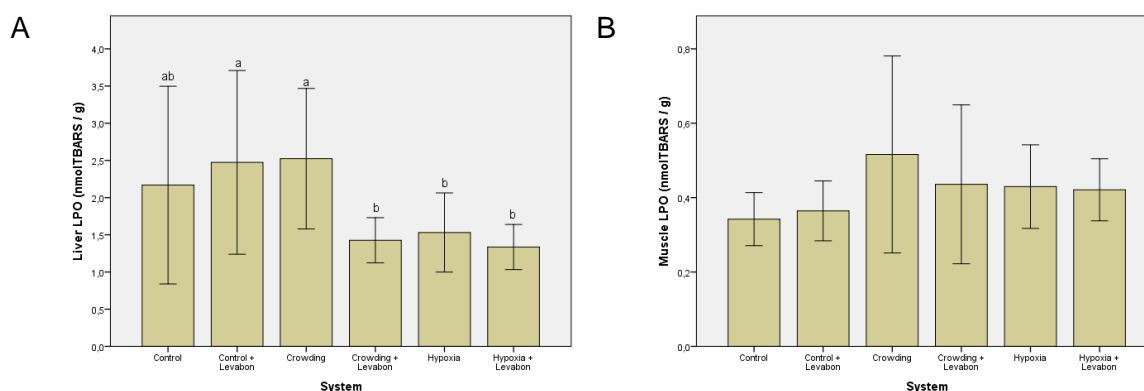 A
Liver LPO (nmolTBARS / g)
4,0
3,5
3,0
2,5
2,0
1,5
1,0
0,5
0,0
ab
a
a
b
b
b
Control
Control +
Levabon
Crowding
Crowding +
Levabon
Hypoxia
Hypoxia +
Levabon
System
B
Muscle LPO (nmolTBARS / g)
0,8
0,6
0,4
0,2
0,0
Control
Control +
Levabon
Crowding
Crowding +
Levabon
Hypoxia
Hypoxia +
Levabon
System